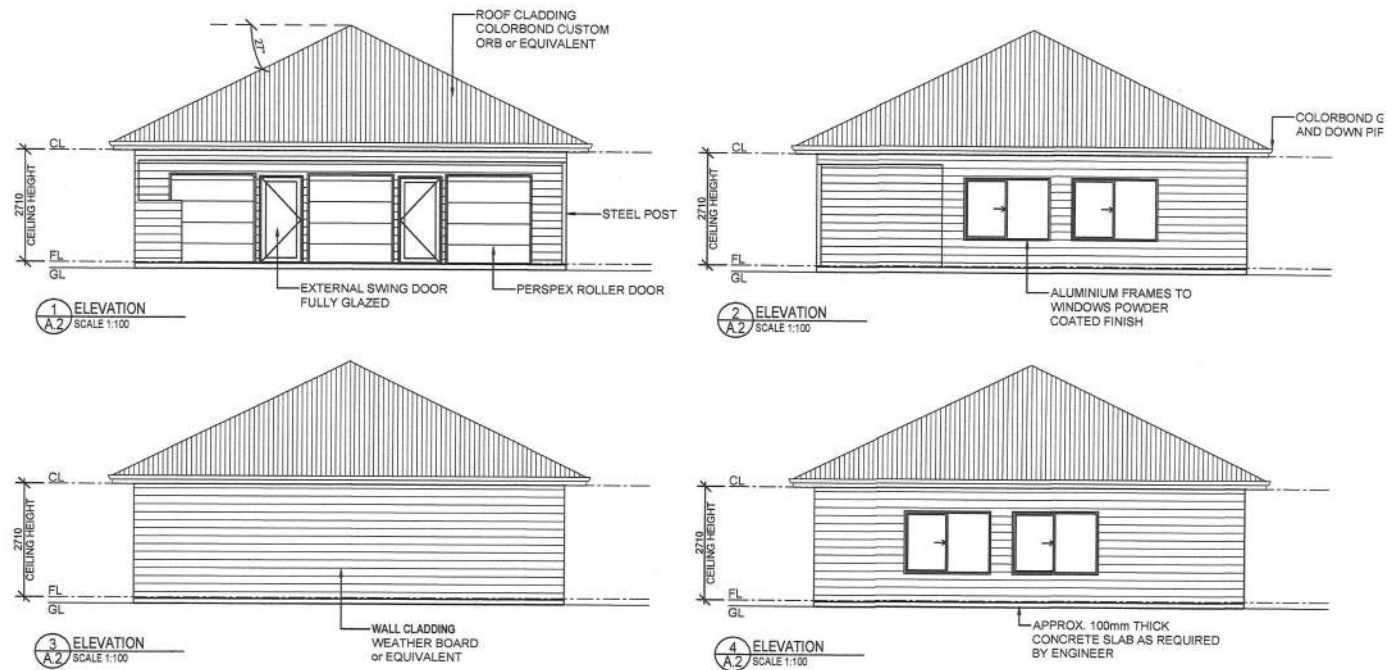 27°
ROOF CLADDING
COLORBOND CUSTOM
ORB or EQUIVALENT
CL
2710
CEILING HEIGHT
FL
GL
STEEL POST
EXTERNAL SWING DOOR
FULLY GLAZED
PERSPEX ROLLER DOOR
1
A.2
ELEVATION
SCALE 1:100
COLORBOND G
AND DOWN PIP
CL
2710
CEILING HEIGHT
FL
GL
ALUMINIUM FRAMES TO
WINDOWS POWDER
COATED FINISH
2
A.2
ELEVATION
SCALE 1:100
CL
2710
CEILING HEIGHT
FL
GL
WALL CLADDING
WEATHER BOARD
or EQUIVALENT
3
A.2
ELEVATION
SCALE 1:100
CL
2710
CEILING HEIGHT
FL
GL
APPROX. 100mm THICK
CONCRETE SLAB AS REQUIRED
BY ENGINEER
4
A.2
ELEVATION
SCALE 1:100